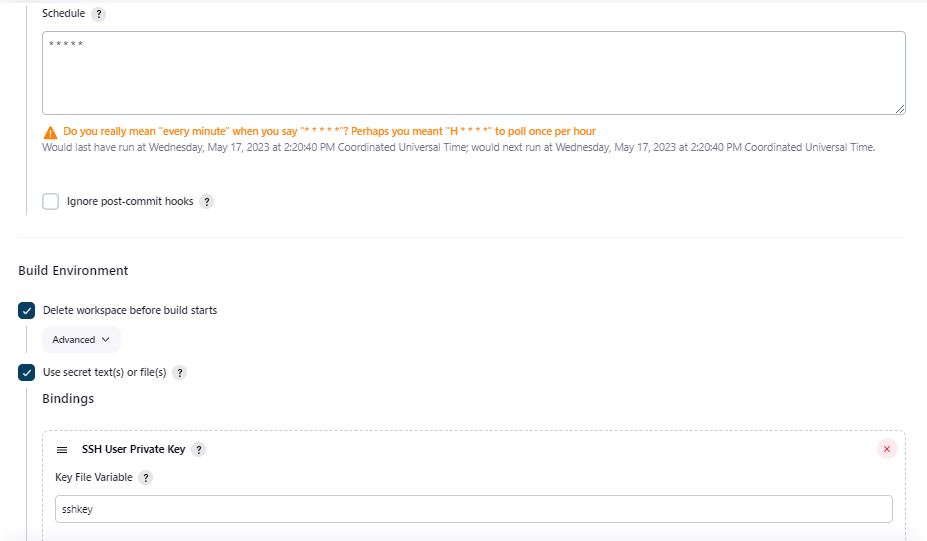 Schedule ?
* * * * *
Do you really mean "every minute" when you say "* * * * *"? Perhaps you meant "H * * * *" to poll once per hour
Would last have run at Wednesday, May 17, 2023 at 2:20:40 PM Coordinated Universal Time; would next run at Wednesday, May 17, 2023 at 2:20:40 PM Coordinated Universal Time.
Ignore post-commit hooks ?
Build Environment
Delete workspace before build starts
Advanced
Use secret text(s) or file(s) ?
Bindings
SSH User Private Key ?
Key File Variable ?
sshkey